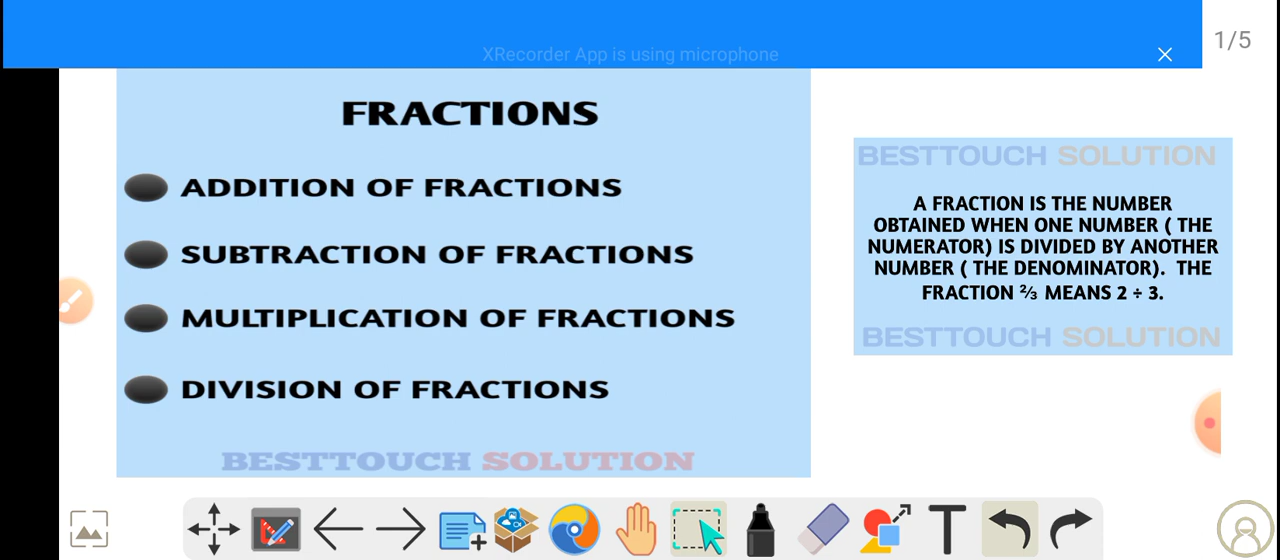 XRecorder App is using microphone
1/5
FRACTIONS
ADDITION OF FRACTIONS
SUBTRACTION OF FRACTIONS
MULTIPLICATION OF FRACTIONS
DIVISION OF FRACTIONS
BESTTOUCH SOLUTION
BESTTOUCH SOLUTION
A FRACTION IS THE NUMBER
OBTAINED WHEN ONE NUMBER ( THE
NUMERATOR) IS DIVIDED BY ANOTHER
NUMBER ( THE DENOMINATOR). THE
FRACTION ⅔ MEANS 2 ÷ 3.
BESTTOUCH SOLUTION
T